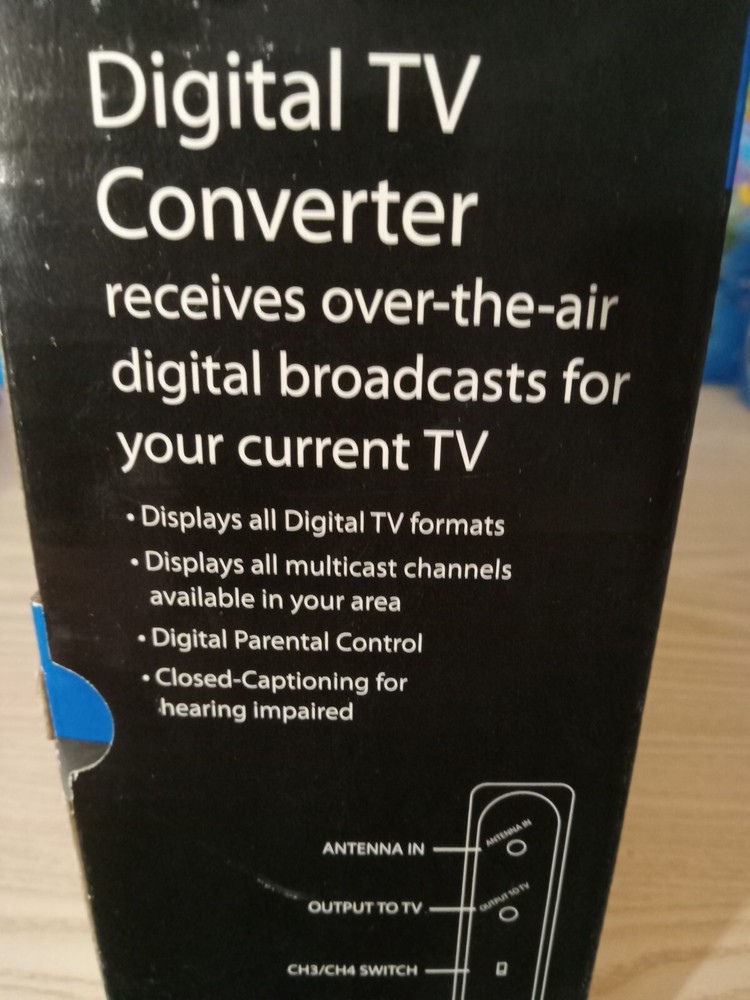 Digital TV
Converter
receives over-the-air
digital broadcasts for
your current TV
• Displays all Digital TV formats
• Displays all multicast channels
available in your area
• Digital Parental Control
• Closed-Captioning for
hearing impaired
ANTENNA IN
ANTENNA IN
OUTPUT TO TV
OUTPUT TO TV
CH3/CH4 SWITCH